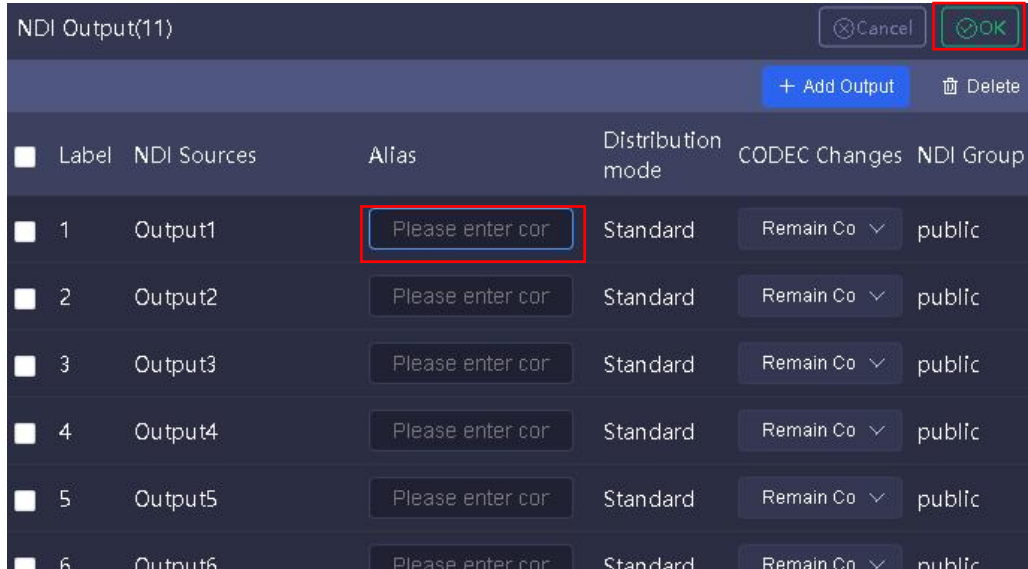 NDI Output(11) Cancel OK
+ Add Output Delete
Label NDI Sources Alias Distribution mode CODEC Changes NDI Group
1 Output1 Please enter cor Standard Remain Co public
2 Output2 Please enter cor Standard Remain Co public
3 Output3 Please enter cor Standard Remain Co public
4 Output4 Please enter cor Standard Remain Co public
5 Output5 Please enter cor Standard Remain Co public
6 Output6 Please enter cor Standard Remain Co public